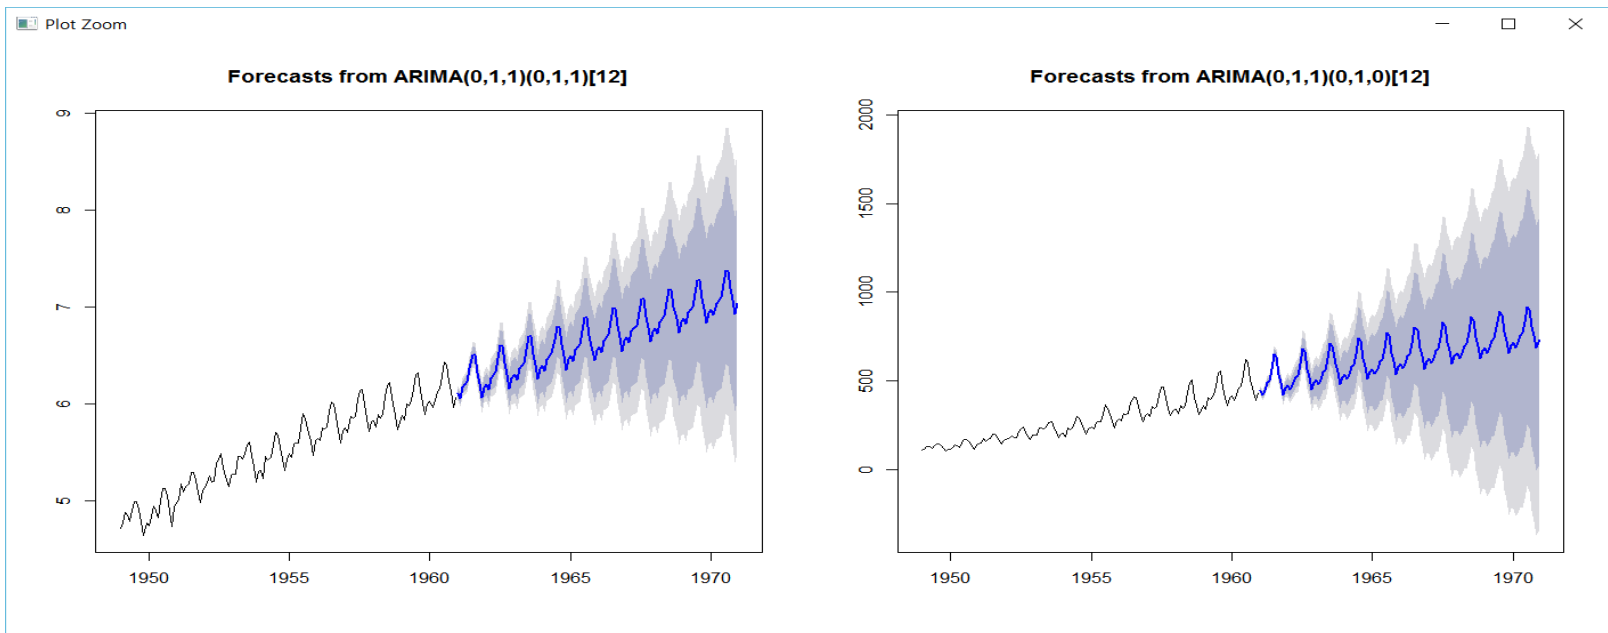 Plot Zoom
Forecasts from ARIMA(0,1,1)(0,1,1)[12]
9
8
7
6
5
1950 1955 1960 1965 1970
Forecasts from ARIMA(0,1,1)(0,1,0)[12]
2000
1500
1000
500
0
1950 1955 1960 1965 1970